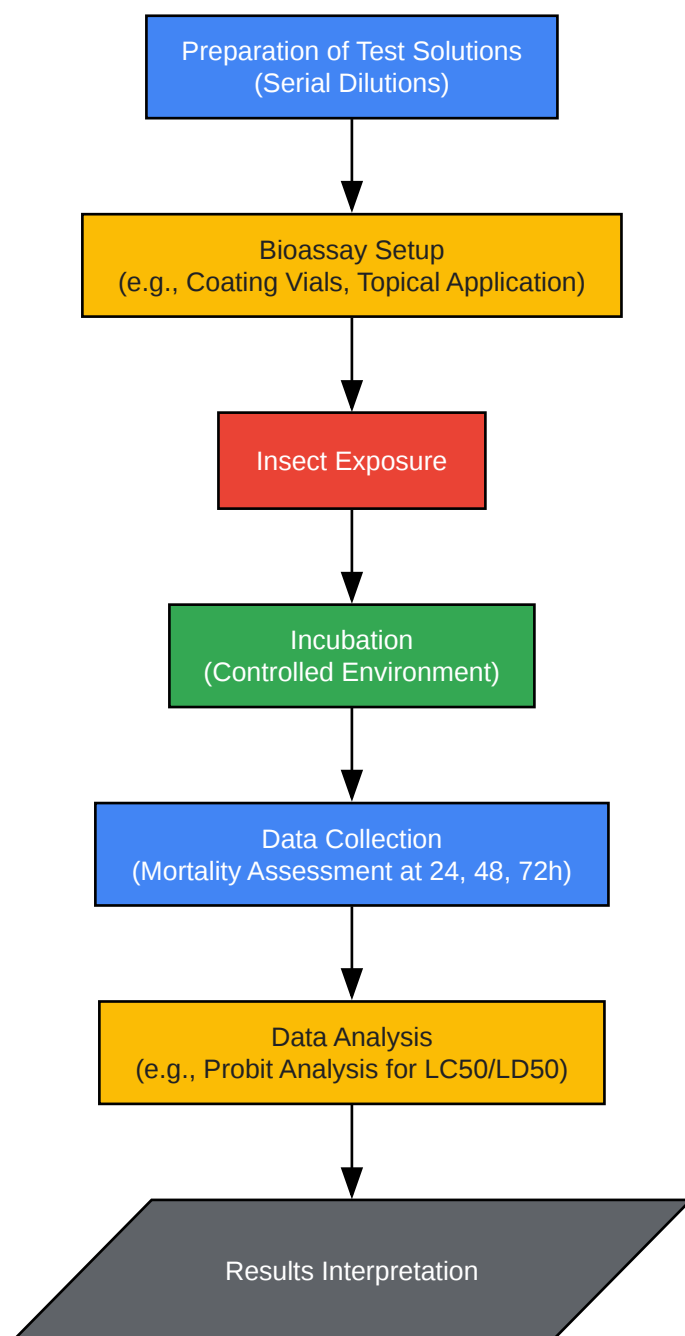 Preparation of Test Solutions
(Serial Dilutions)
Bioassay Setup
(e.g., Coating Vials, Topical Application)
Insect Exposure
Incubation
(Controlled Environment)
Data Collection
(Mortality Assessment at 24, 48, 72h)
Data Analysis
(e.g., Probit Analysis for LC50/LD50)
Results Interpretation